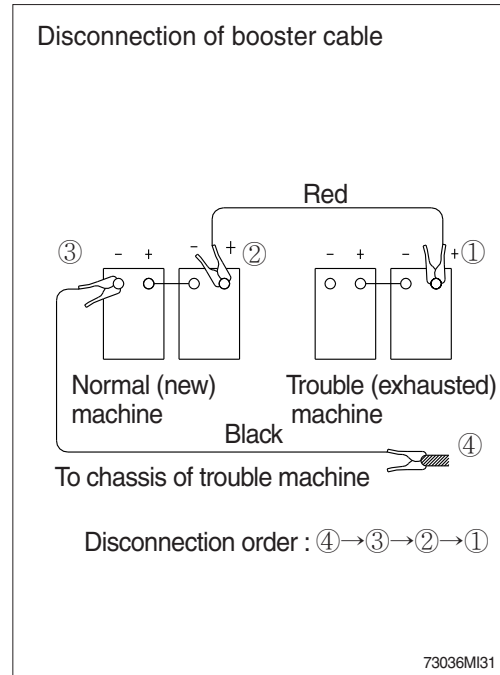 Disconnection of booster cable
Red
③ - + - + ② - + - + ①
Normal (new)
machine
Trouble (exhausted)
machine
Black
④
To chassis of trouble machine
Disconnection order : ④→③→②→①
73036MI31